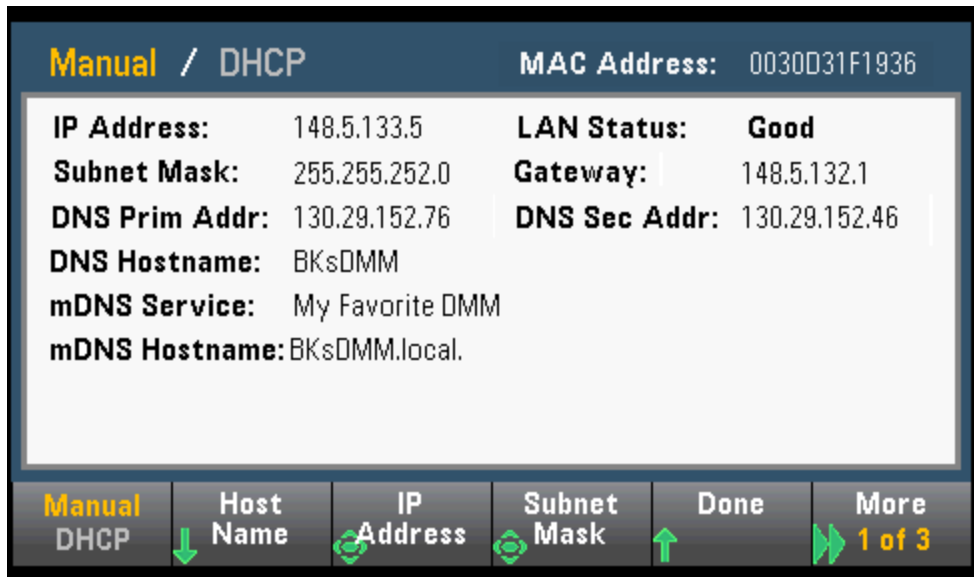 Manual / DHCP MAC Address: 0030D31F1936
IP Address: 148.5.133.5 LAN Status: Good
Subnet Mask: 255.255.252.0 Gateway: 148.5.132.1
DNS Prim Addr: 130.29.152.76 DNS Sec Addr: 130.29.152.46
DNS Hostname: BKsDMM
mDNS Service: My Favorite DMM
mDNS Hostname: BKsDMM.local.
Manual Host IP Subnet Done More
DHCP Name Address Mask 1 of 3